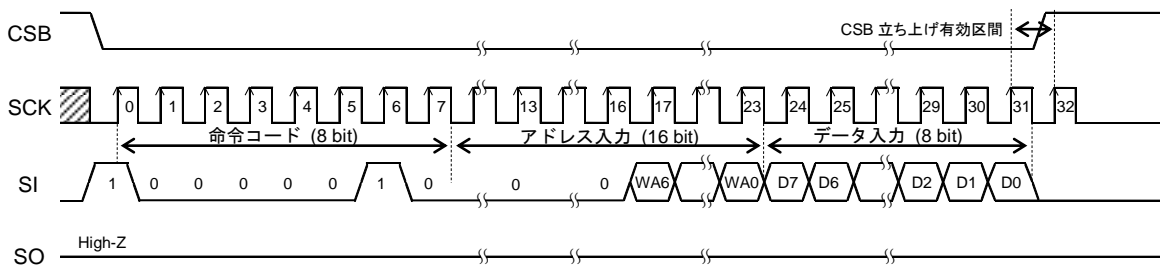 CSB
CSB 立ち上げ有効区間
SCK
0 1 2 3 4 5 6 7 13 16 17 23 24 25 29 30 31 32
命令コード (8 bit) アドレス入力 (16 bit) データ入力 (8 bit)
SI
1 0 0 0 0 0 1 0 0 0 WA6 WA0 D7 D6 D2 D1 D0
High-Z
SO